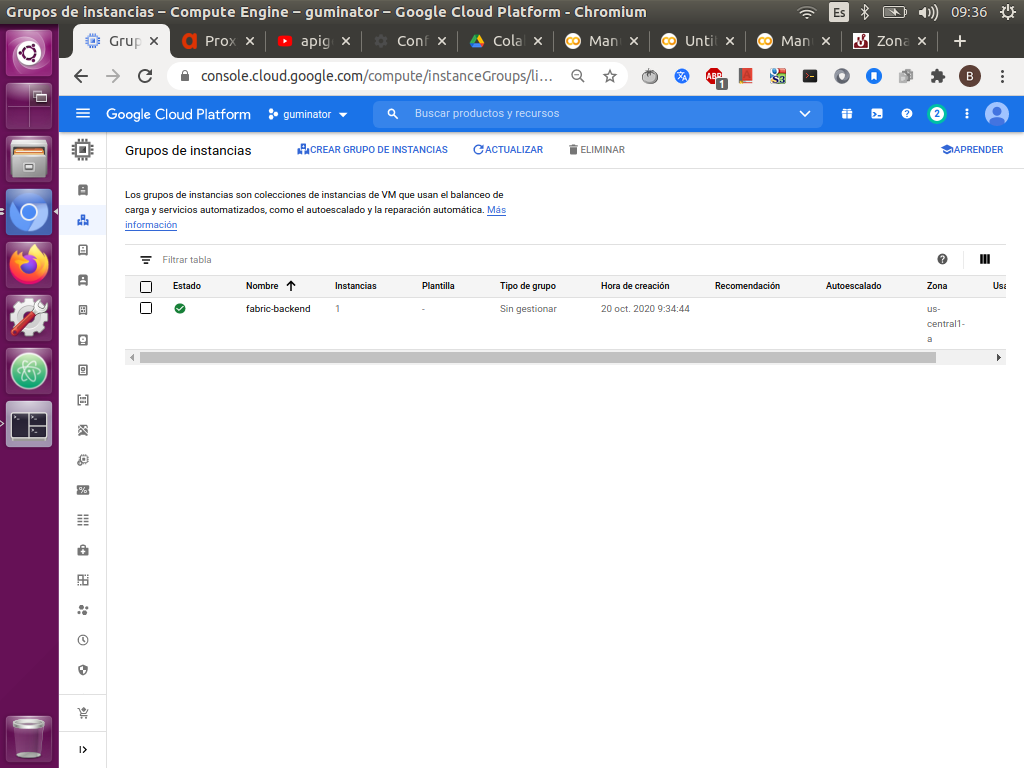 Grupos de instancias – Compute Engine – guminator – Google Cloud Platform - Chromium
Es
09:36
Grup
Prox
apig
Conf
Cola
Manu
Untit
Manu
Zona
console.cloud.google.com/compute/instanceGroups/li...
ABP
1
B
Google Cloud Platform
guminator
Buscar productos y recursos
2
Grupos de instancias
CREAR GRUPO DE INSTANCIAS
ACTUALIZAR
ELIMINAR
APRENDER
Los grupos de instancias son colecciones de instancias de VM que usan el balanceo de
carga y servicios automatizados, como el autoescalado y la reparación automática. Más
información
Filtrar tabla
Estado Nombre Instancias Plantilla Tipo de grupo Hora de creación Recomendación Autoescalado Zona Usa
fabric-backend 1 - Sin gestionar 20 oct. 2020 9:34:44 us-
central1-
a